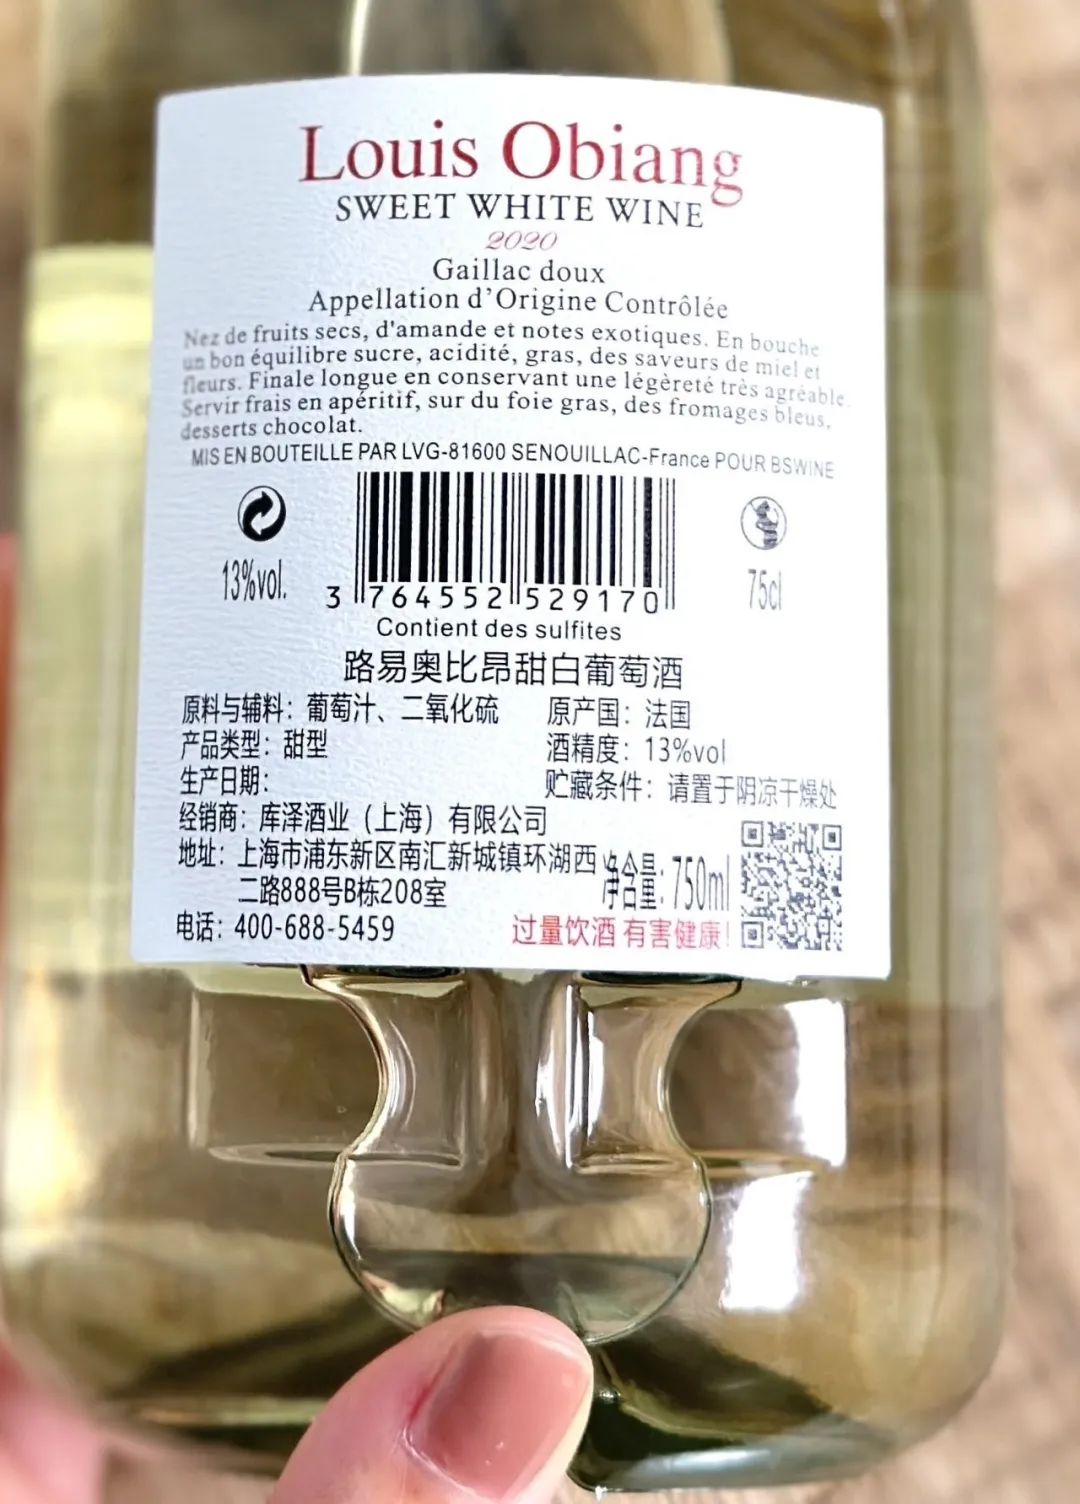 Louis Obiang
SWEET WHITE WINE
2020
Gaillac doux
Appellation d'Origine Contrôlée
Nez de fruits secs, d'amande et notes exotiques. En bouche
un bon équilibre sucre, acidité, gras, des saveurs de miel et
fleurs. Finale longue en conservant une légèreté très agréable.
Servir frais en apéritif, sur du foie gras, des fromages bleus,
desserts chocolat.
MIS EN BOUTEILLE PAR LVG-81600 SENOUILLAC-France POUR BSWINE
13%vol.
3 764552 529170
75cl
Contient des sulfites
路易奥比昂甜白葡萄酒
原料与辅料：葡萄汁、二氧化硫
原产国：法国
产品类型：甜型
酒精度：13%vol
生产日期：
贮藏条件：请置于阴凉干燥处
经销商：库泽酒业（上海）有限公司
地址：上海市浦东新区南汇新城镇环湖西
二路888号B栋208室
净含量：750ml
电话：400-688-5459
过量饮酒 有害健康！